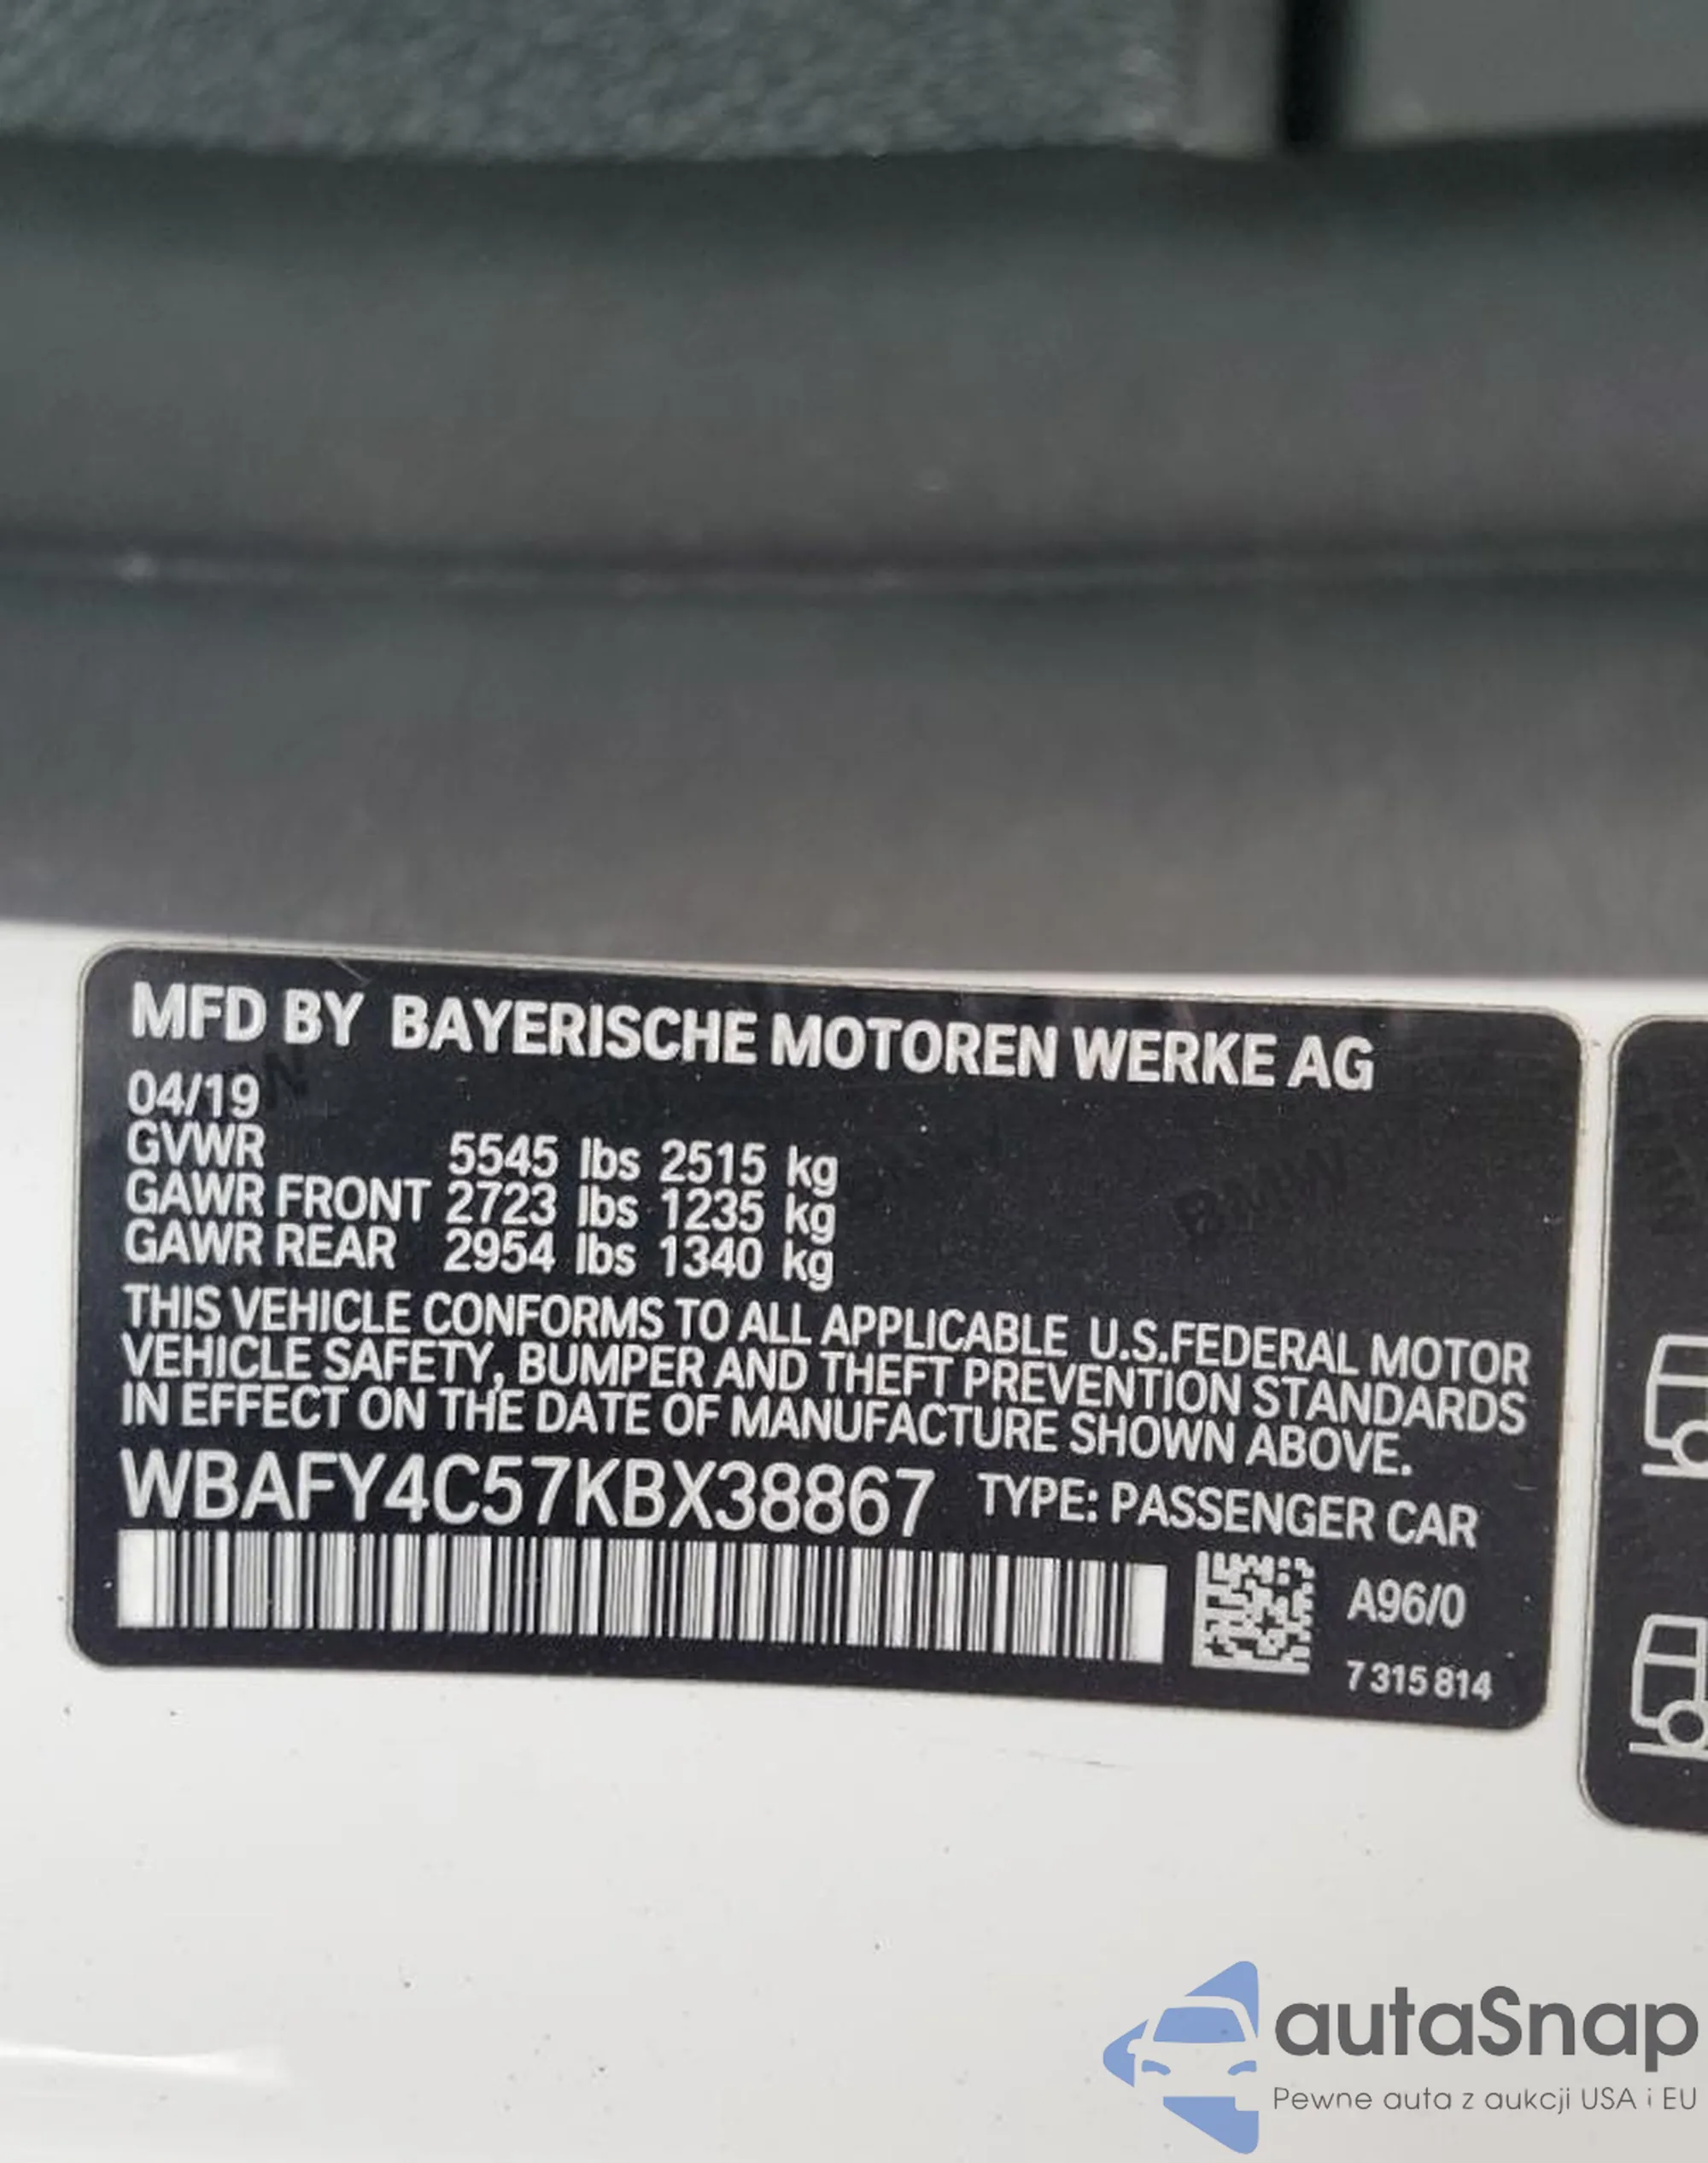 MFD BY BAYERISCHE MOTOREN WERKE AG
04/19
GVWR 5545 lbs 2515 kg
GAWR FRONT 2723 lbs 1235 kg
GAWR REAR 2954 lbs 1340 kg
THIS VEHICLE CONFORMS TO ALL APPLICABLE U.S.FEDERAL MOTOR
VEHICLE SAFETY, BUMPER AND THEFT PREVENTION STANDARDS
IN EFFECT ON THE DATE OF MANUFACTURE SHOWN ABOVE.
WBAFY4C57KBX38867 TYPE: PASSENGER CAR
A96/0
7 315 814
autaSnap
Pewne auta z aukcji USA i EU